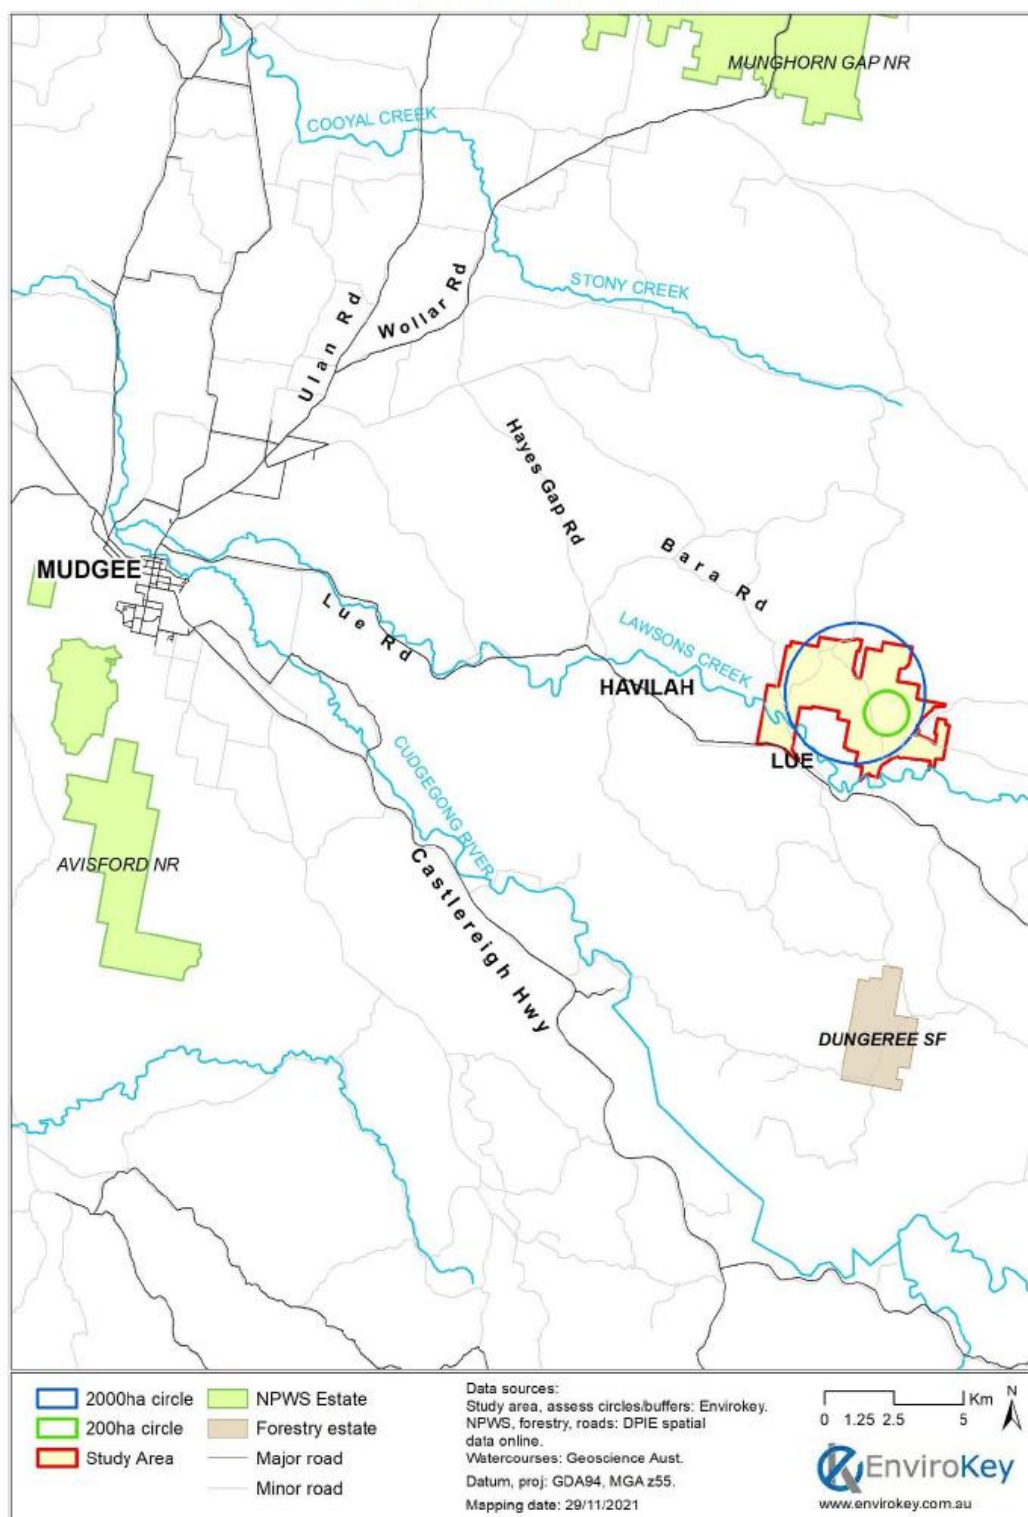 MUNGHORN GAP NR
COOYAL CREEK
STONY CREEK
Ulan Rd
Wollar Rd
Hayes Gap Rd
Bara Rd
MUDGEE
Lue Rd
LAWSONS CREEK
HAVILAH
LUE
CUDGEGONG RIVER
AVISFORD NR
Castlereigh Hwy
DUNGEREE SF
2000ha circle
200ha circle
Study Area
NPWS Estate
Forestry estate
Major road
Minor road
Data sources:
Study area, assess circles/buffers: Envirokey.
NPWS, forestry, roads: DPIE spatial
data online.
Watercourses: Geoscience Aust.
Datum, proj: GDA94, MGA z55.
Mapping date: 29/11/2021
Km
0 1.25 2.5 5
N
EnviroKey
www.envirokey.com.au